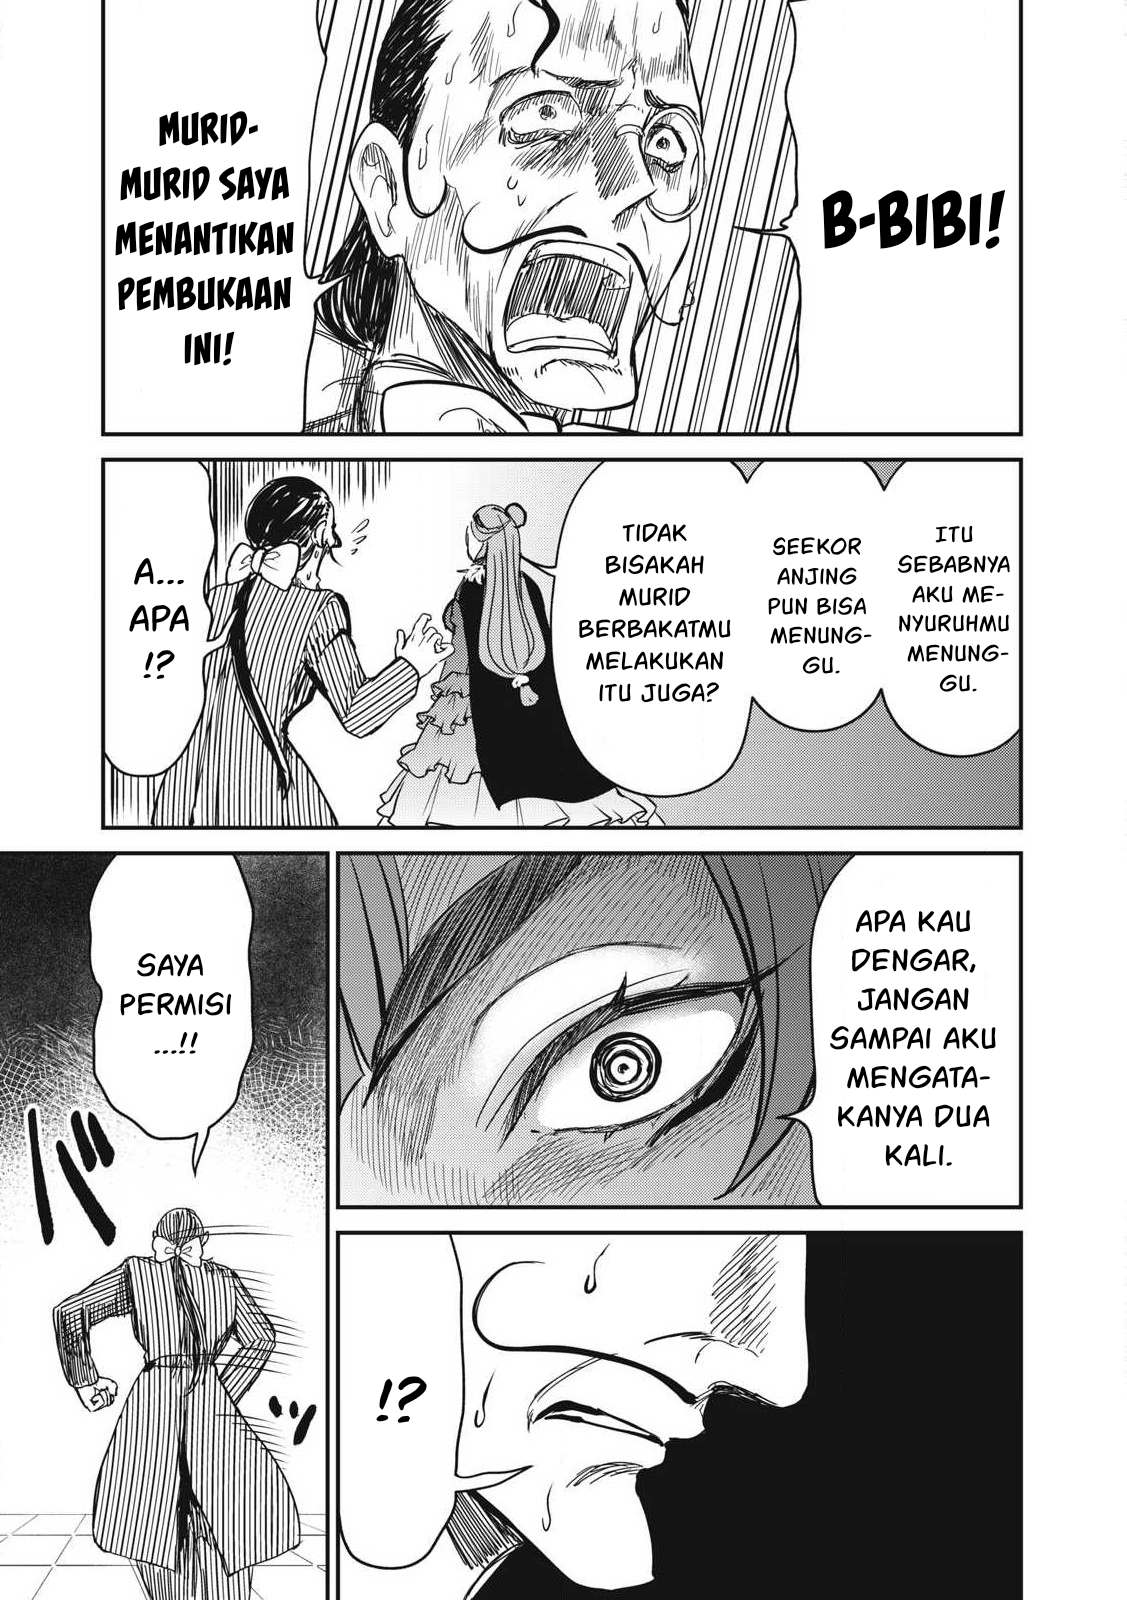 B-BIBI!
MURID-
MURID SAYA
MENANTIKAN
PEMBUKAAN
INI!
ITU
SEBABNYA
AKU ME-
NYURUHMU
MENUNG-
GU.
SEEKOR
ANJING
PUN BISA
MENUNG-
GU.
TIDAK
BISAKAH
MURID
BERBAKATMU
MELAKUKAN
ITU JUGA?
A...
APA
!?
APA KAU
DENGAR,
JANGAN
SAMPAI AKU
MENGATA-
KANYA DUA
KALI.
!?
SAYA
PERMISI
...!!
バ
ッ